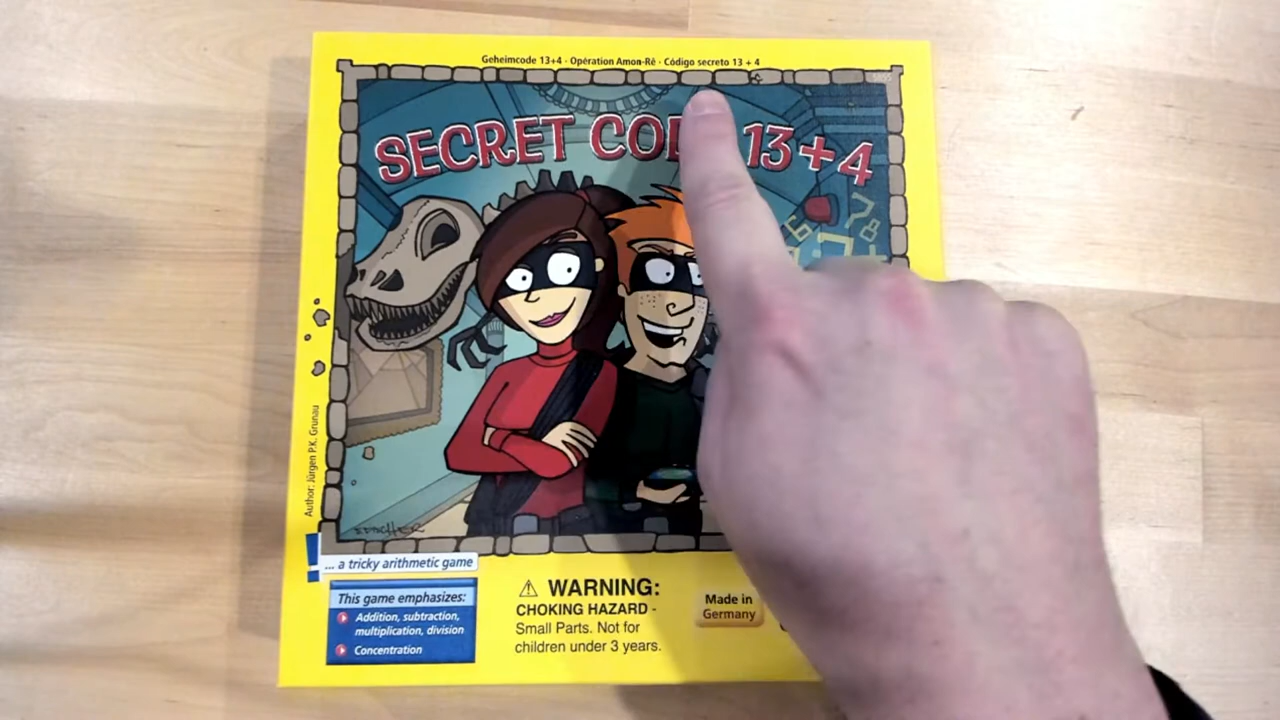 Geheimcode 13+4 · Opération Amon-Rê · Código secreto 13 + 4
5855
SECRET COD 13+4
Author: Jürgen P.K. Grunau
... a tricky arithmetic game
This game emphasizes:
Addition, subtraction,
multiplication, division
Concentration
⚠ WARNING:
CHOKING HAZARD -
Small Parts. Not for
children under 3 years.
Made in
Germany